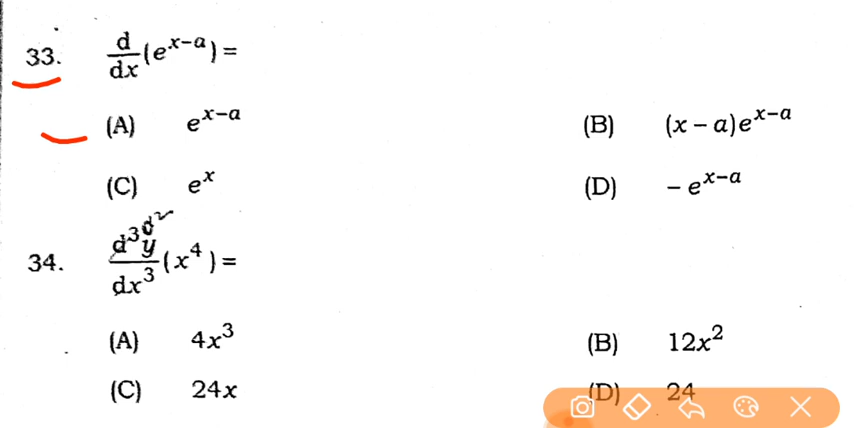 33. d/dx (e^{x-a}) =
(A) e^{x-a} (B) (x – a)e^{x-a}
(C) e^x (D) – e^{x-a}
34. d³y/dx³ (x⁴) =
(A) 4x³ (B) 12x²
(C) 24x (D) 24